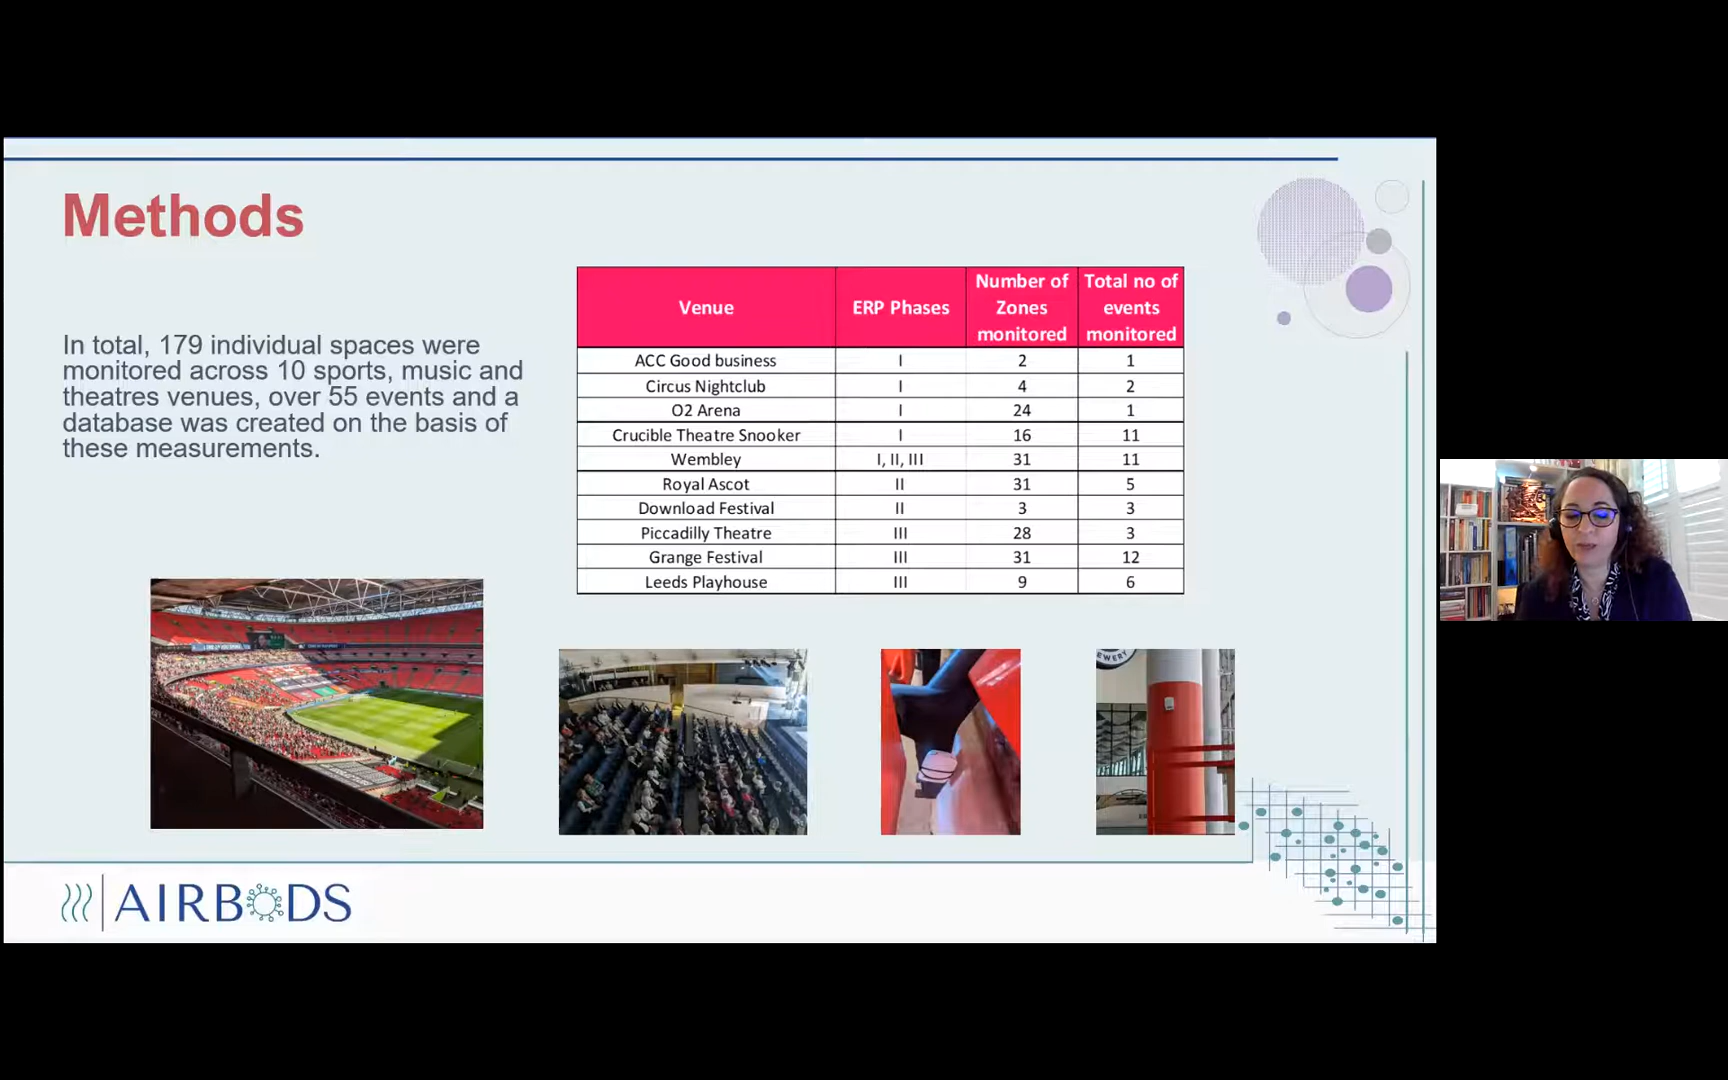 Methods
In total, 179 individual spaces were
monitored across 10 sports, music and
theatres venues, over 55 events and a
database was created on the basis of
these measurements.
Venue ERP Phases Number of Zones monitored Total no of events monitored
ACC Good business I 2 1
Circus Nightclub I 4 2
O2 Arena I 24 1
Crucible Theatre Snooker I 16 11
Wembley I, II, III 31 11
Royal Ascot II 31 5
Download Festival II 3 3
Piccadilly Theatre III 28 3
Grange Festival III 31 12
Leeds Playhouse III 9 6
EWERY
AIRBODS